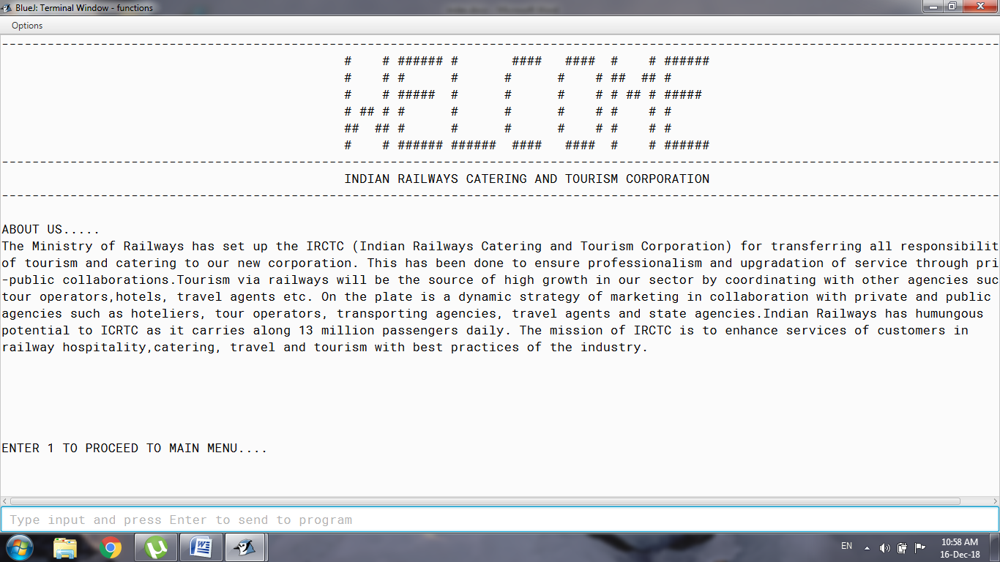 BlueJ: Terminal Window - functions
Options
WELCOME
INDIAN RAILWAYS CATERING AND TOURISM CORPORATION
ABOUT US.....
The Ministry of Railways has set up the IRCTC (Indian Railways Catering and Tourism Corporation) for transferring all responsibilit
of tourism and catering to our new corporation. This has been done to ensure professionalism and upgradation of service through pri
-public collaborations.Tourism via railways will be the source of high growth in our sector by coordinating with other agencies suc
tour operators,hotels, travel agents etc. On the plate is a dynamic strategy of marketing in collaboration with private and public
agencies such as hoteliers, tour operators, transporting agencies, travel agents and state agencies.Indian Railways has humungous
potential to ICRTC as it carries along 13 million passengers daily. The mission of IRCTC is to enhance services of customers in
railway hospitality,catering, travel and tourism with best practices of the industry.
ENTER 1 TO PROCEED TO MAIN MENU....
Type input and press Enter to send to program
EN
10:58 AM
16-Dec-18